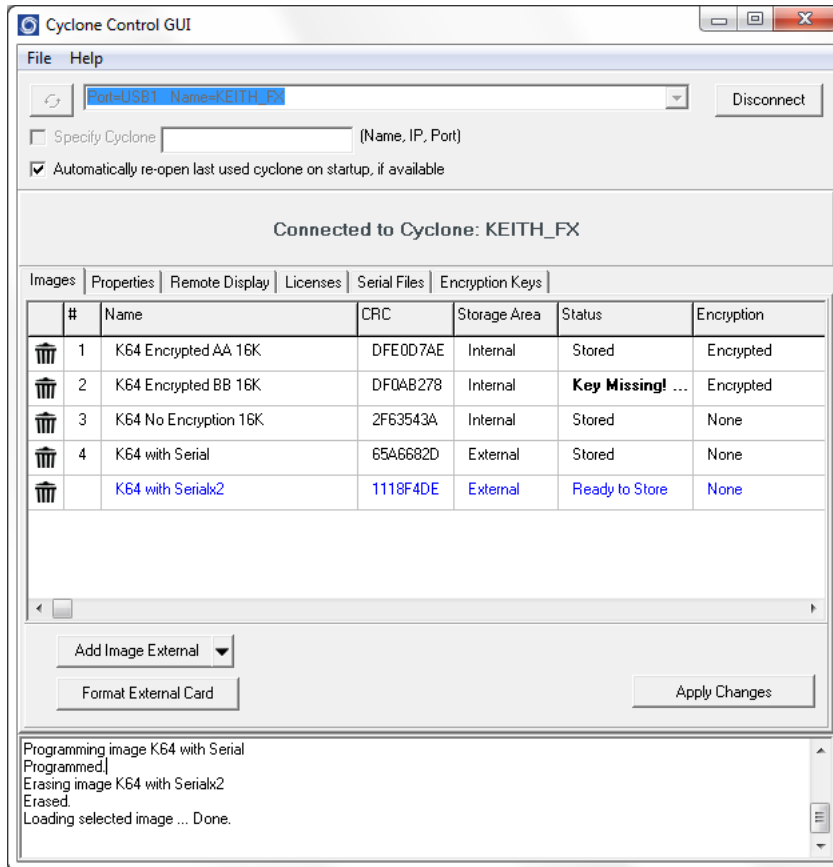 Cyclone Control GUI
File Help
Port=USB1 Name=KEITH_FX
Disconnect
Specify Cyclone (Name, IP, Port)
Automatically re-open last used cyclone on startup, if available
Connected to Cyclone: KEITH_FX
Images Properties Remote Display Licenses Serial Files Encryption Keys
# Name CRC Storage Area Status Encryption
1 K64 Encrypted AA 16K DFE0D7AE Internal Stored Encrypted
2 K64 Encrypted BB 16K DF0AB278 Internal Key Missing! ... Encrypted
3 K64 No Encryption 16K 2F63543A Internal Stored None
4 K64 with Serial 65A6682D External Stored None
K64 with Serialx2 1118F4DE External Ready to Store None
Add Image External
Format External Card
Apply Changes
Programming image K64 with Serial
Programmed.
Erasing image K64 with Serialx2
Erased.
Loading selected image ... Done.